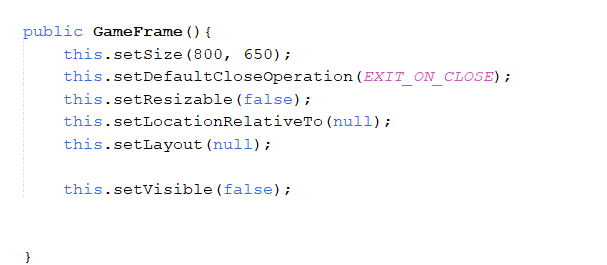 public GameFrame(){
    this.setSize(800, 650);
    this.setDefaultCloseOperation(EXIT_ON_CLOSE);
    this.setResizable(false);
    this.setLocationRelativeTo(null);
    this.setLayout(null);
    this.setVisible(false);
}